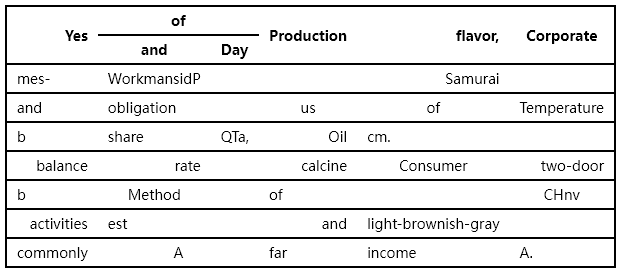 of
Yes Production flavor, Corporate
and Day
mes- WorkmansidP Samurai
and obligation us of Temperature
b share QTa, Oil cm.
balance rate calcine Consumer two-door
b Method of CHnv
activities est and light-brownish-gray
commonly A far income A.